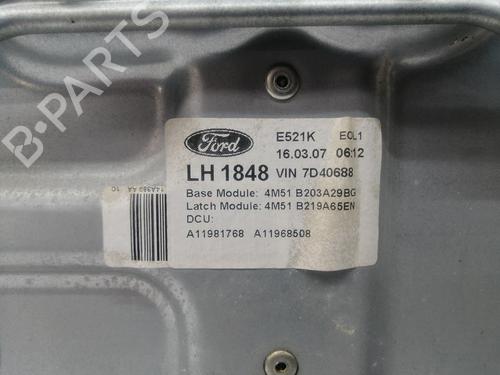 B-PARTS
Ford
E521K EOL1
16.03.07 06:12
LH 1848 VIN 7D40688
Base Module: 4M51 B203A29BG
Latch Module: 4M51 B219A65EN
DCU:
A11981768 A11968508